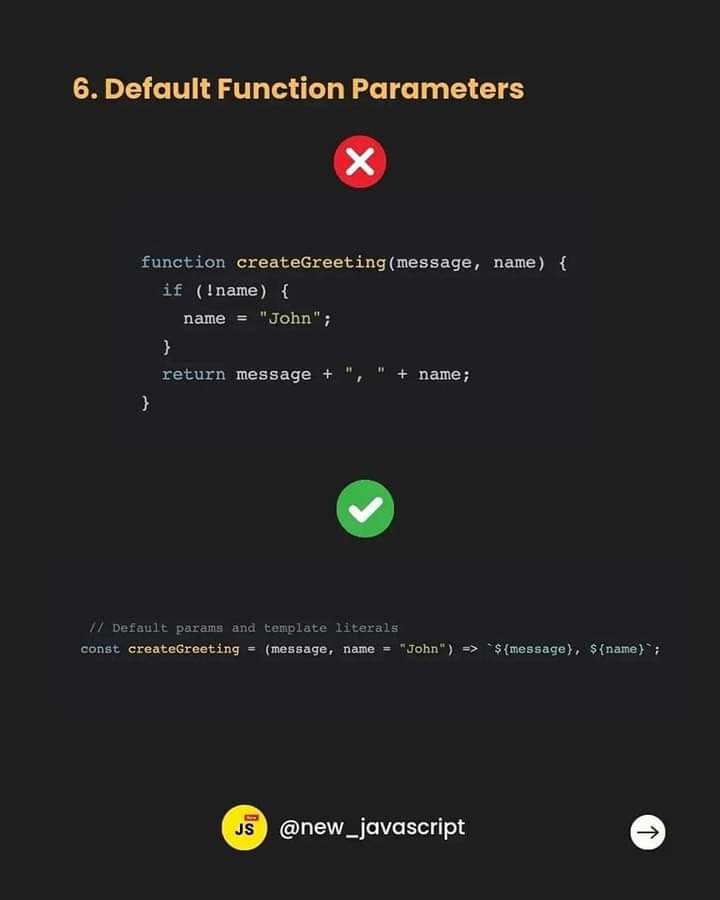 6. Default Function Parameters
function createGreeting(message, name) {
  if (!name) {
    name = "John";
  }
  return message + ", " + name;
}
// Default params and template literals
const createGreeting = (message, name = "John") => `${message}, ${name}`;
JS
@new_javascript